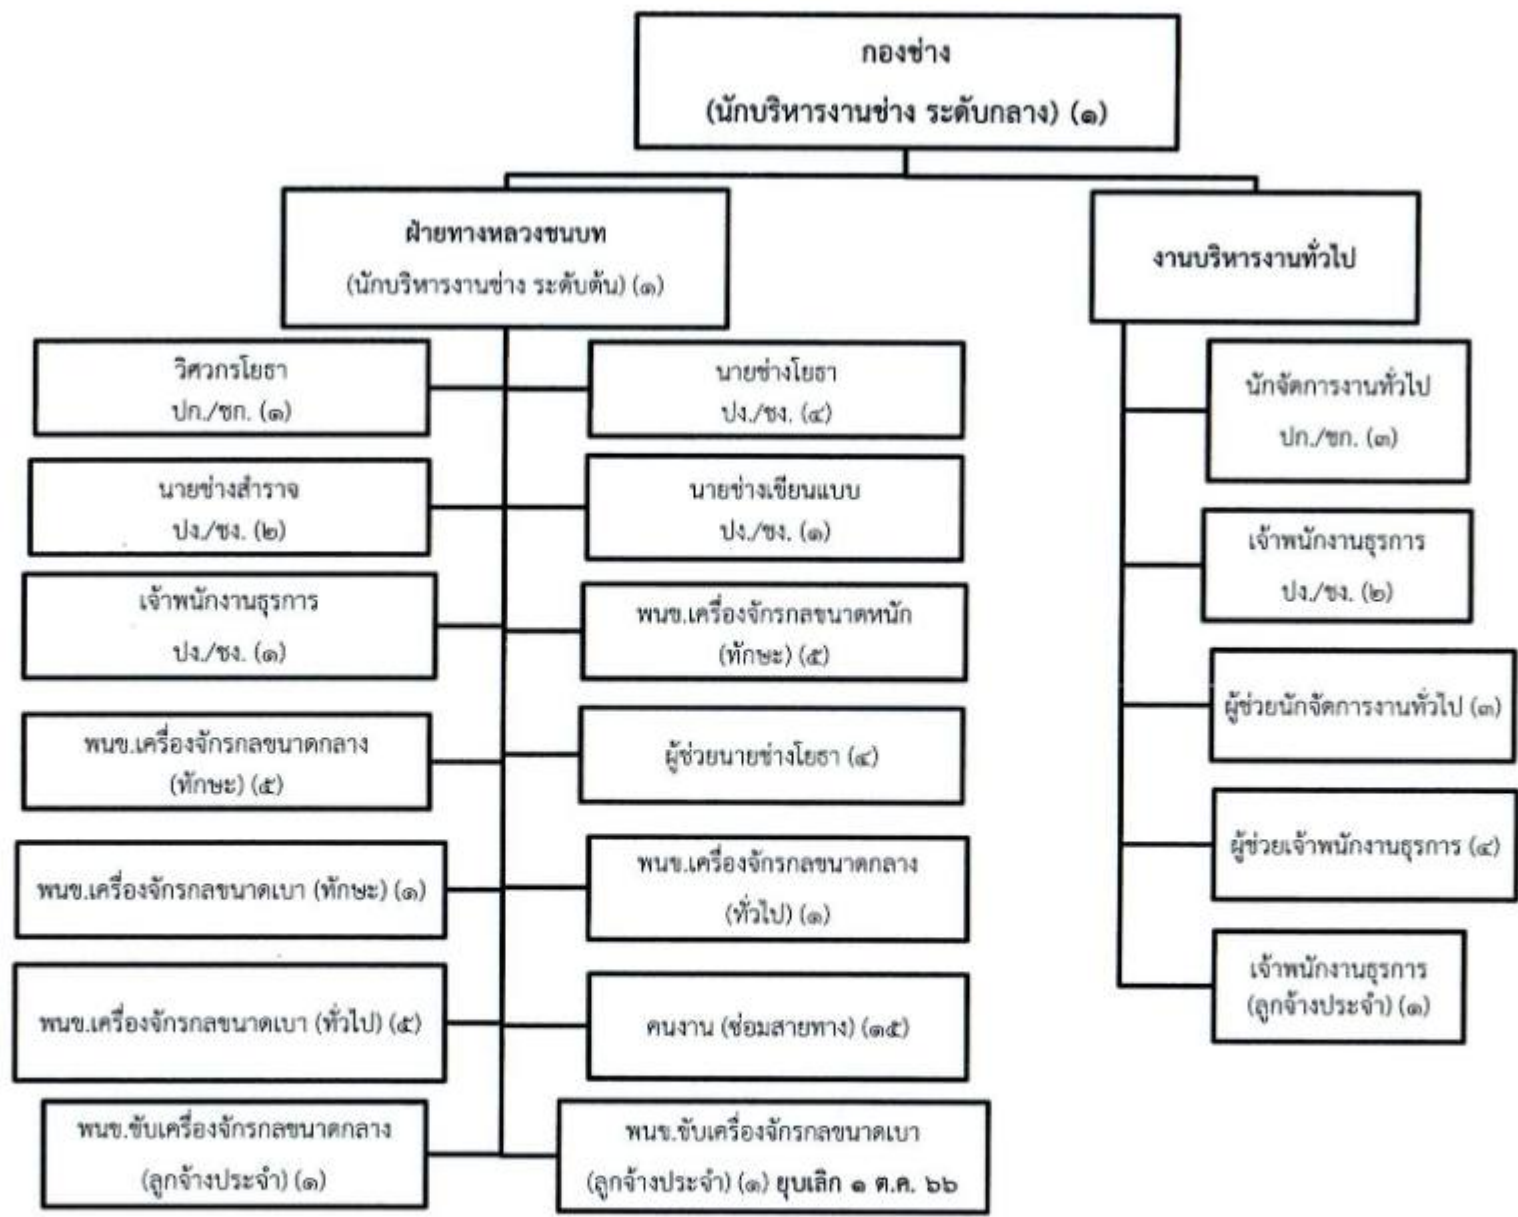 กองช่าง
(นักบริหารงานช่าง ระดับกลาง) (๑)
ฝ่ายทางหลวงชนบท
(นักบริหารงานช่าง ระดับต้น) (๑)
งานบริหารงานทั่วไป
วิศวกรโยธา
ปก./ชก. (๑)
นายช่างโยธา
ปง./ชง. (๔)
นายช่างสำราจ
ปง./ชง. (๒)
นายช่างเขียนแบบ
ปง./ชง. (๑)
เจ้าพนักงานธุรการ
ปง./ชง. (๑)
พนข.เครื่องจักรกลขนาดหนัก
(ทักษะ) (๕)
พนข.เครื่องจักรกลขนาดกลาง
(ทักษะ) (๕)
ผู้ช่วยนายช่างโยธา (๔)
พนข.เครื่องจักรกลขนาดเบา (ทักษะ) (๑)
พนข.เครื่องจักรกลขนาดกลาง
(ทั่วไป) (๑)
พนข.เครื่องจักรกลขนาดเบา (ทั่วไป) (๕)
คนงาน (ซ่อมสายทาง) (๑๕)
พนข.ขับเครื่องจักรกลขนาดกลาง
(ลูกจ้างประจำ) (๑)
พนข.ขับเครื่องจักรกลขนาดเบา
(ลูกจ้างประจำ) (๑) ยุบเลิก ๑ ต.ค. ๖๖
นักจัดการงานทั่วไป
ปก./ชก. (๓)
เจ้าพนักงานธุรการ
ปง./ชง. (๒)
ผู้ช่วยนักจัดการงานทั่วไป (๓)
ผู้ช่วยเจ้าพนักงานธุรการ (๔)
เจ้าพนักงานธุรการ
(ลูกจ้างประจำ) (๑)